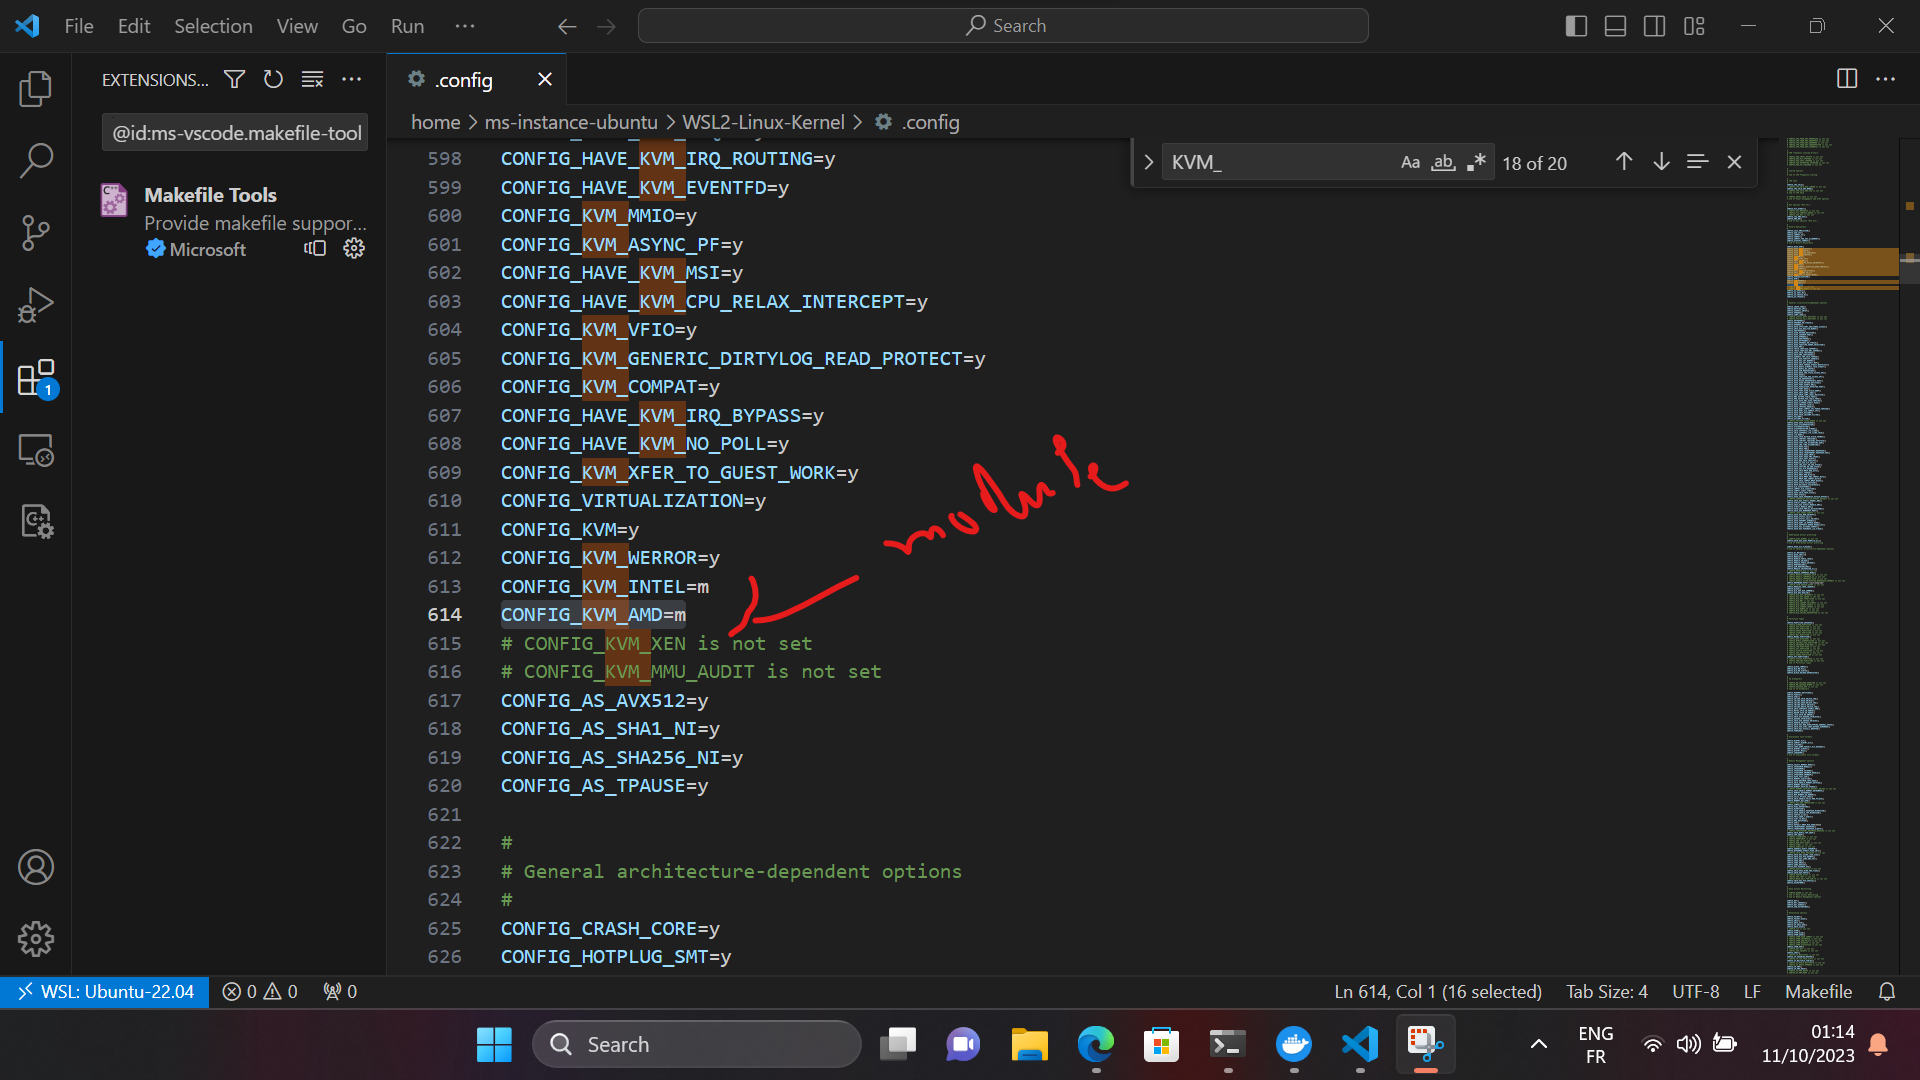 File Edit Selection View Go Run ··· Search
EXTENSIONS... .config
@id:ms-vscode.makefile-tool
Makefile Tools
Provide makefile suppor...
Microsoft
1
home > ms-instance-ubuntu > WSL2-Linux-Kernel > .config
KVM_ Aa ab .* 18 of 20
598 CONFIG_HAVE_KVM_IRQ_ROUTING=y
599 CONFIG_HAVE_KVM_EVENTFD=y
600 CONFIG_KVM_MMIO=y
601 CONFIG_KVM_ASYNC_PF=y
602 CONFIG_HAVE_KVM_MSI=y
603 CONFIG_HAVE_KVM_CPU_RELAX_INTERCEPT=y
604 CONFIG_KVM_VFIO=y
605 CONFIG_KVM_GENERIC_DIRTYLOG_READ_PROTECT=y
606 CONFIG_KVM_COMPAT=y
607 CONFIG_HAVE_KVM_IRQ_BYPASS=y
608 CONFIG_HAVE_KVM_NO_POLL=y
609 CONFIG_KVM_XFER_TO_GUEST_WORK=y
610 CONFIG_VIRTUALIZATION=y
611 CONFIG_KVM=y
612 CONFIG_KVM_WERROR=y
613 CONFIG_KVM_INTEL=m
614 CONFIG_KVM_AMD=m
module
615 # CONFIG_KVM_XEN is not set
616 # CONFIG_KVM_MMU_AUDIT is not set
617 CONFIG_AS_AVX512=y
618 CONFIG_AS_SHA1_NI=y
619 CONFIG_AS_SHA256_NI=y
620 CONFIG_AS_TPAUSE=y
621
622 #
623 # General architecture-dependent options
624 #
625 CONFIG_CRASH_CORE=y
626 CONFIG_HOTPLUG_SMT=y
WSL: Ubuntu-22.04 0 0 0 Ln 614, Col 1 (16 selected) Tab Size: 4 UTF-8 LF Makefile
Search ENG 01:14
FR 11/10/2023